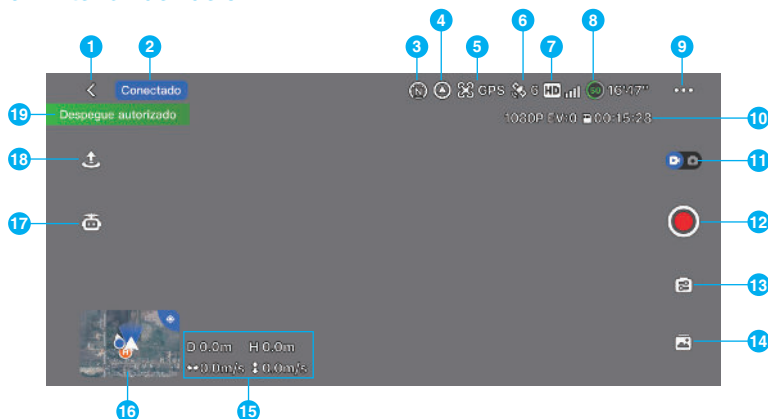 4 6 8
1 2 3 5 7 9
Conectado N GPS 6 HD 50 16'47"
19 Despegue autorizado 1080P EV:0 00:15:28 10
18 11
17 12
13
H D 0.0m H 0.0m 14
0.0m/s 0.0m/s
16 15